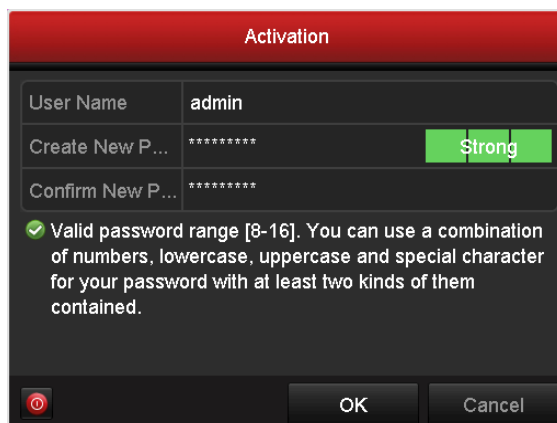 Activation
User Name admin
Create New P... ********* Strong
Confirm New P... *********
Valid password range [8-16]. You can use a combination
of numbers, lowercase, uppercase and special character
for your password with at least two kinds of them
contained.
OK Cancel